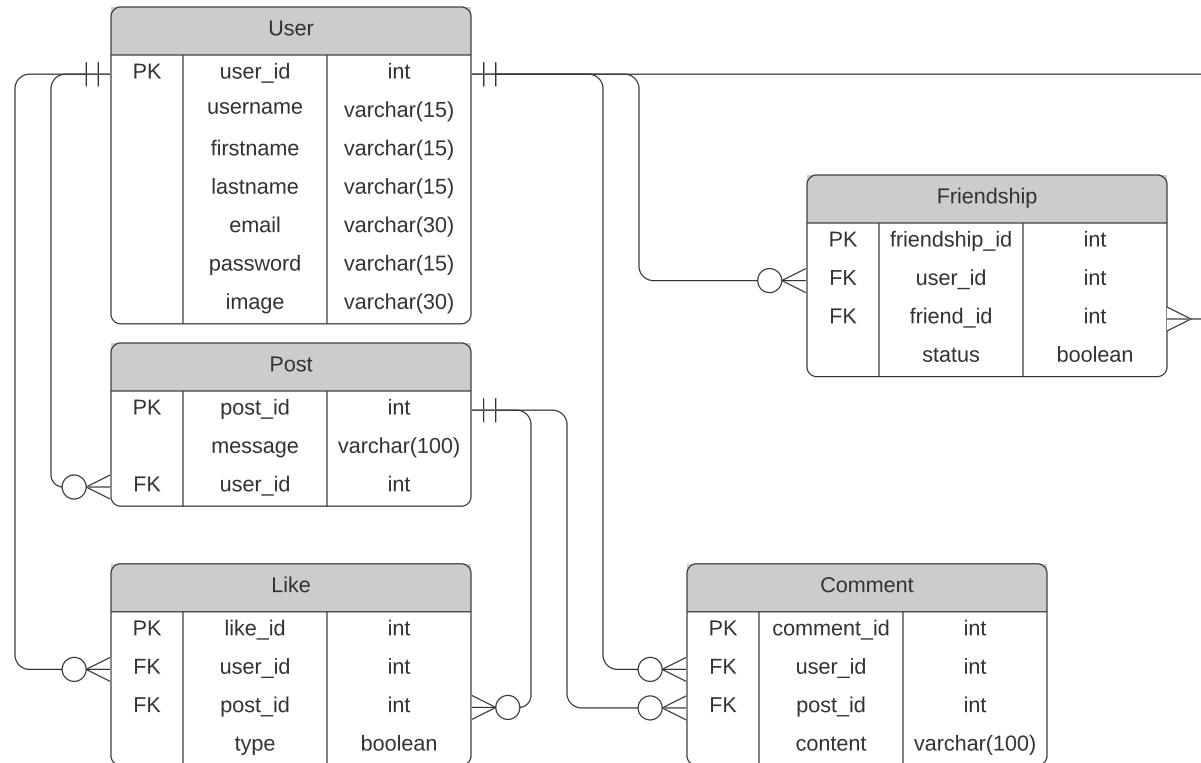 User
PK user_id int
username varchar(15)
firstname varchar(15)
lastname varchar(15)
email varchar(30)
password varchar(15)
image varchar(30)
Friendship
PK friendship_id int
FK user_id int
FK friend_id int
status boolean
Post
PK post_id int
message varchar(100)
FK user_id int
Like
PK like_id int
FK user_id int
FK post_id int
type boolean
Comment
PK comment_id int
FK user_id int
FK post_id int
content varchar(100)